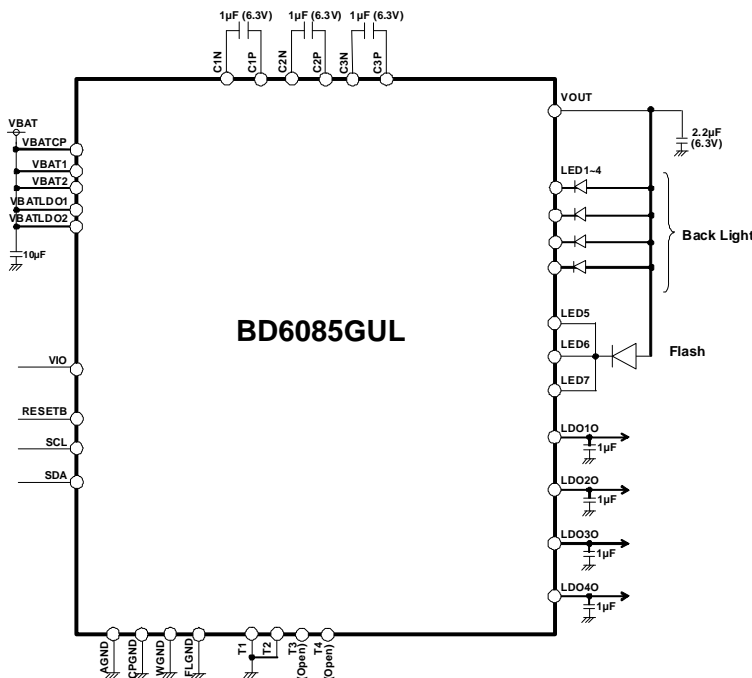 1µF (6.3V) 1µF (6.3V) 1µF (6.3V)
C1N
C1P
C2N
C2P
C3N
C3P
VBAT
VBATCP
VBAT1
VBAT2
VBATLDO1
VBATLDO2
10µF
VIO
RESETB
SCL
SDA
BD6085GUL
VOUT
2.2µF
(6.3V)
LED1~4
Back Light
LED5
LED6
LED7
Flash
LDO1O
1µF
LDO2O
1µF
LDO3O
1µF
LDO4O
1µF
AGND
CPGND
WGND
FLGND
T1
T2
T3
(Open)
T4
(Open)